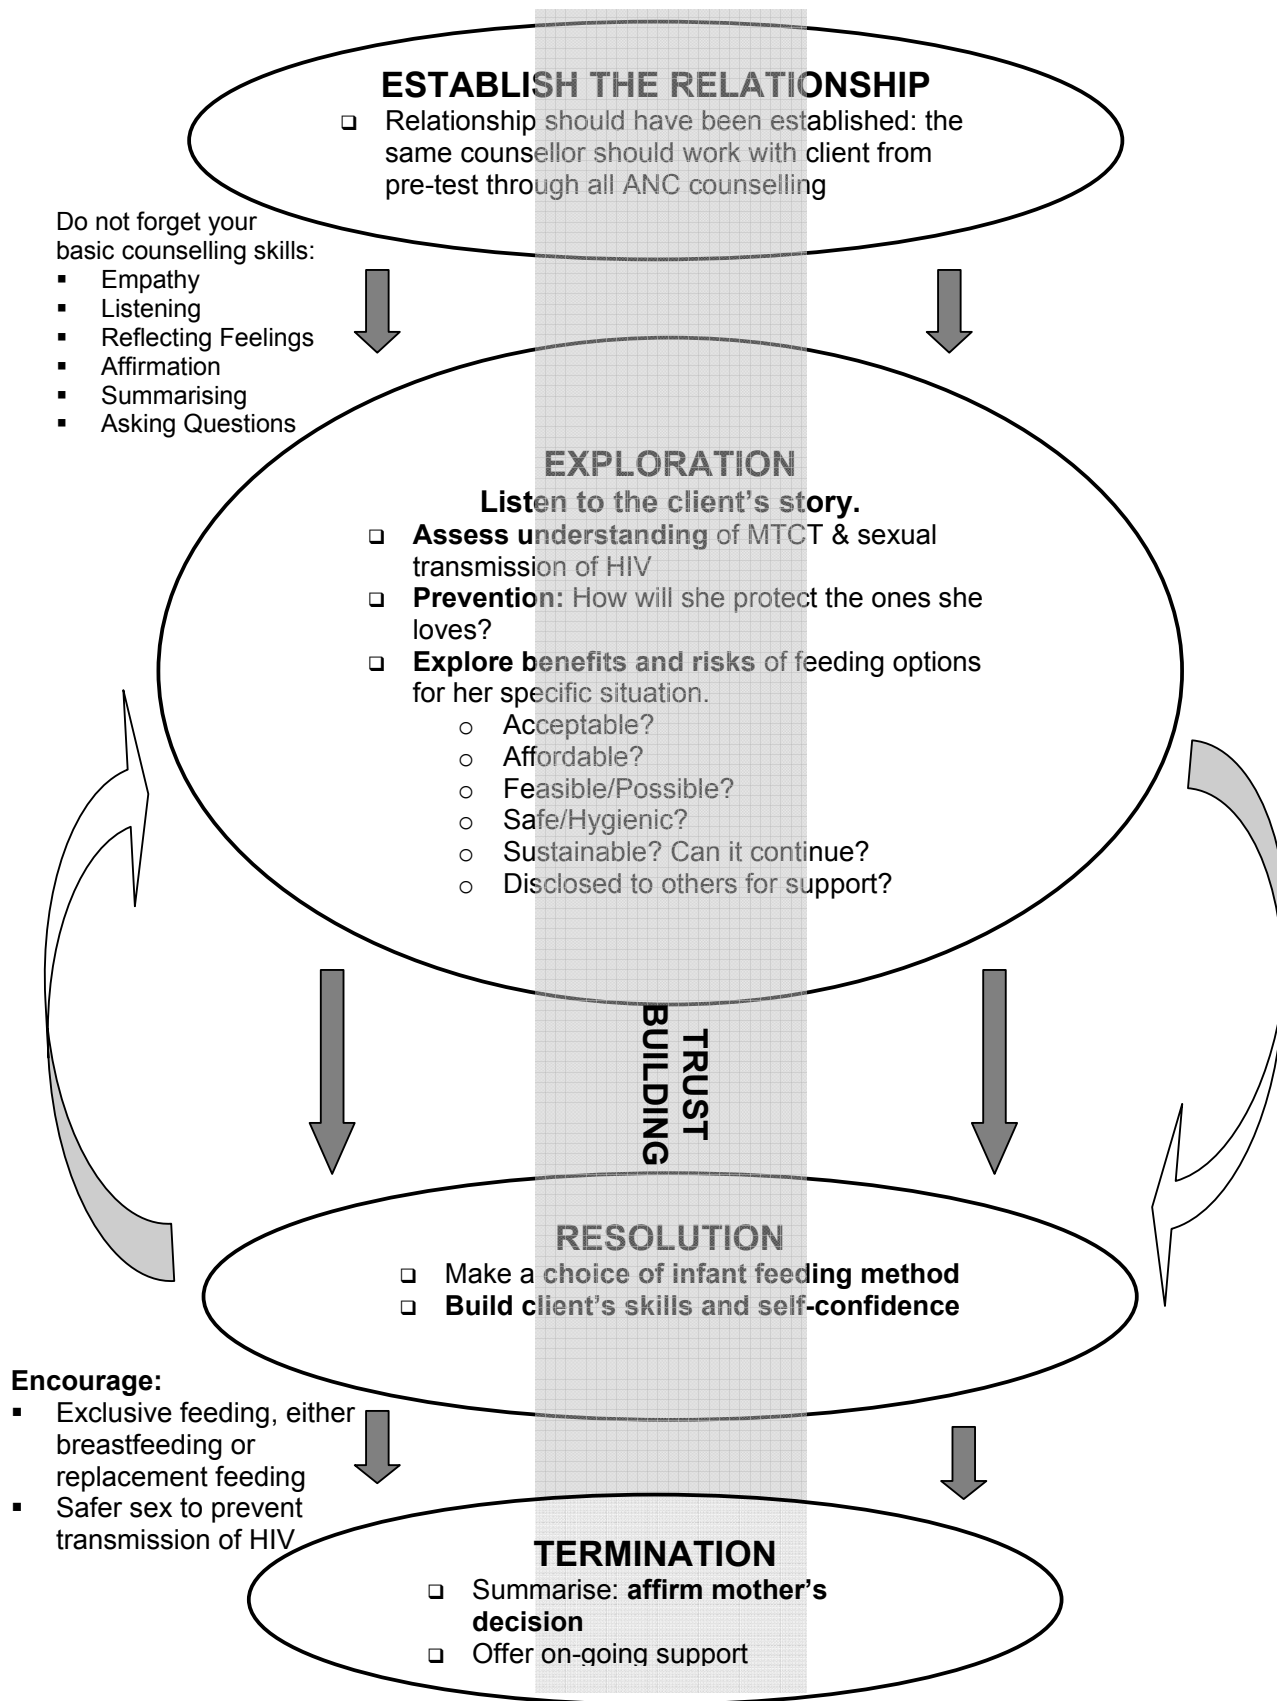 ESTABLISH THE RELATIONSHIP
❑ Relationship should have been established: the
same counsellor should work with client from
pre-test through all ANC counselling
Do not forget your
basic counselling skills:
▪ Empathy
▪ Listening
▪ Reflecting Feelings
▪ Affirmation
▪ Summarising
▪ Asking Questions
EXPLORATION
Listen to the client's story.
❑ Assess understanding of MTCT & sexual
transmission of HIV
❑ Prevention: How will she protect the ones she
loves?
❑ Explore benefits and risks of feeding options
for her specific situation.
o Acceptable?
o Affordable?
o Feasible/Possible?
o Safe/Hygienic?
o Sustainable? Can it continue?
o Disclosed to others for support?
TRUST
BUILDING
RESOLUTION
❑ Make a choice of infant feeding method
❑ Build client's skills and self-confidence
Encourage:
▪ Exclusive feeding, either
breastfeeding or
replacement feeding
▪ Safer sex to prevent
transmission of HIV
TERMINATION
❑ Summarise: affirm mother's
decision
❑ Offer on-going support